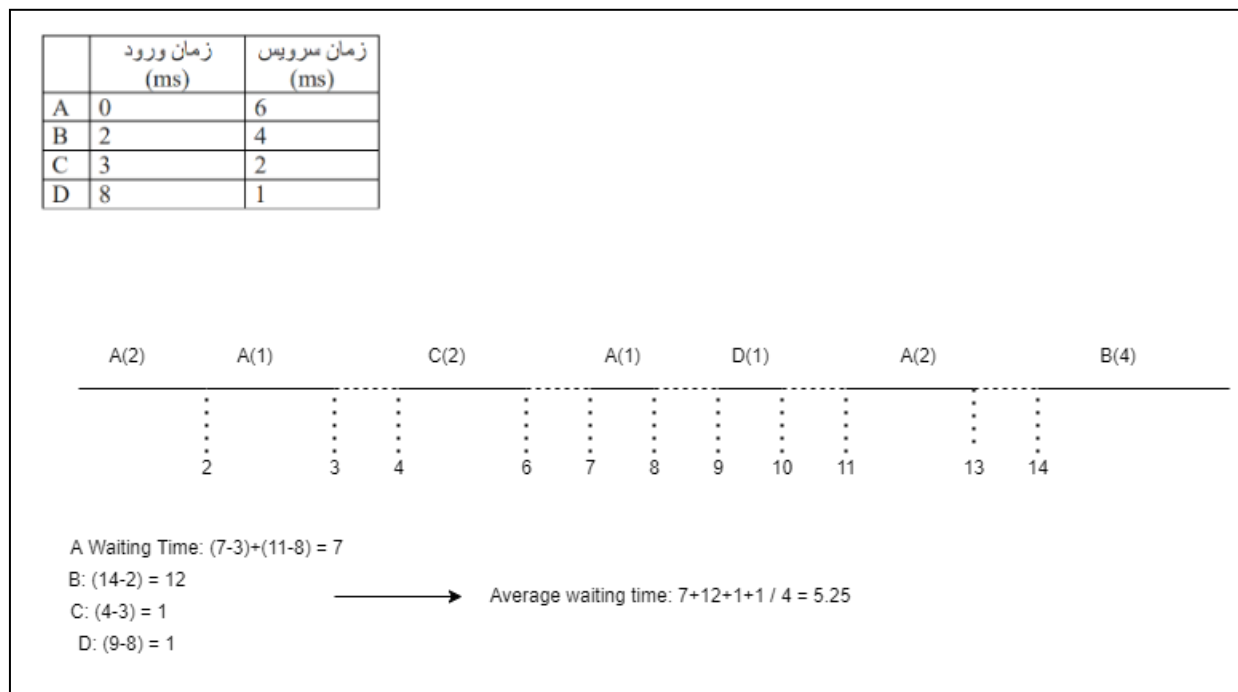 زمان ورود زمان سرویس
(ms) (ms)
A 0 6
B 2 4
C 3 2
D 8 1
A(2) A(1) C(2) A(1) D(1) A(2) B(4)
2 3 4 6 7 8 9 10 11 13 14
A Waiting Time: (7-3)+(11-8) = 7
B: (14-2) = 12
Average waiting time: 7+12+1+1 / 4 = 5.25
C: (4-3) = 1
D: (9-8) = 1